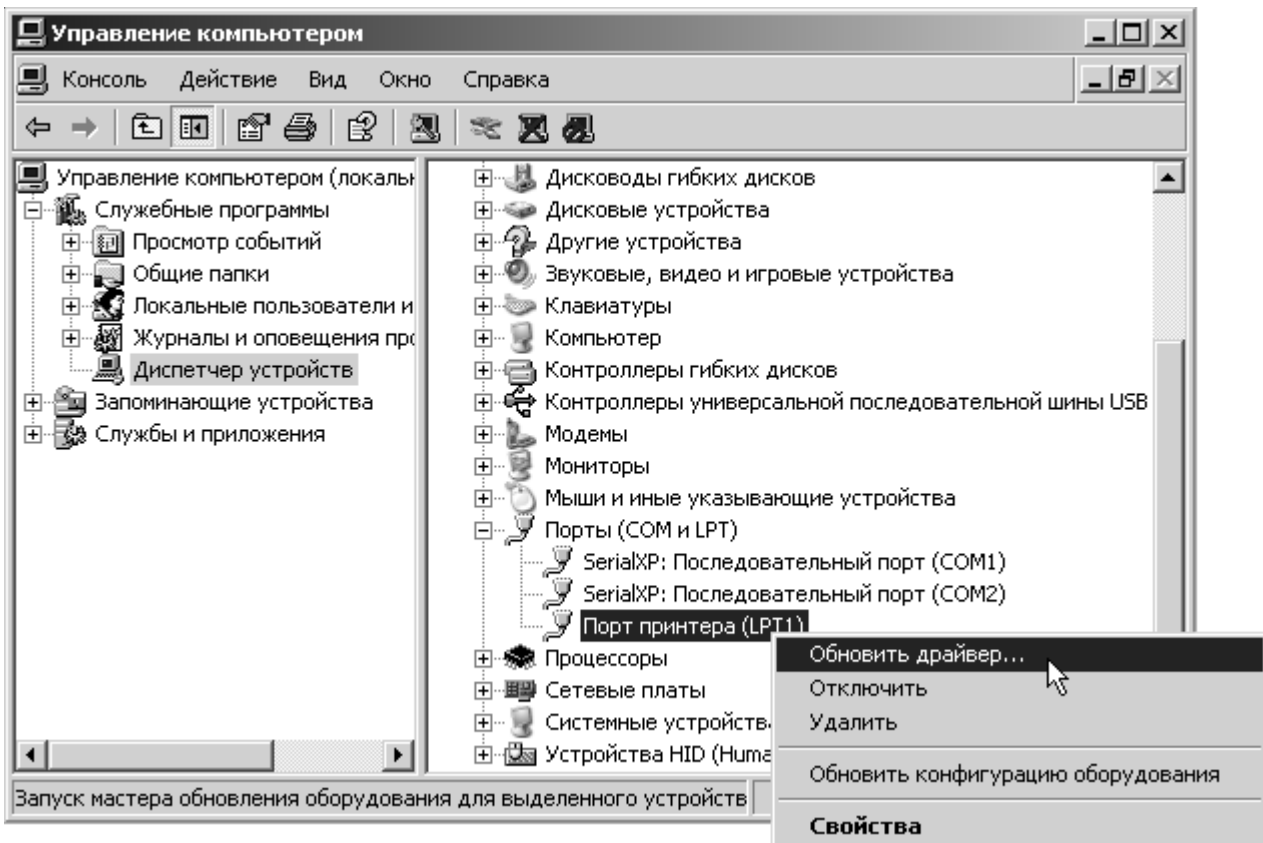 Управление компьютером
Консоль Действие Вид Окно Справка
Управление компьютером (локальн
Служебные программы
Просмотр событий
Общие папки
Локальные пользователи и
Журналы и оповещения про
Диспетчер устройств
Запоминающие устройства
Службы и приложения
Дисководы гибких дисков
Дисковые устройства
Другие устройства
Звуковые, видео и игровые устройства
Клавиатуры
Компьютер
Контроллеры гибких дисков
Контроллеры универсальной последовательной шины USB
Модемы
Мониторы
Мыши и иные указывающие устройства
Порты (COM и LPT)
SerialXP: Последовательный порт (COM1)
SerialXP: Последовательный порт (COM2)
Порт принтера (LPT1)
Процессоры
Сетевые платы
Системные устройства
Устройства HID (Huma
Обновить драйвер...
Отключить
Удалить
Обновить конфигурацию оборудования
Свойства
Запуск мастера обновления оборудования для выделенного устройств